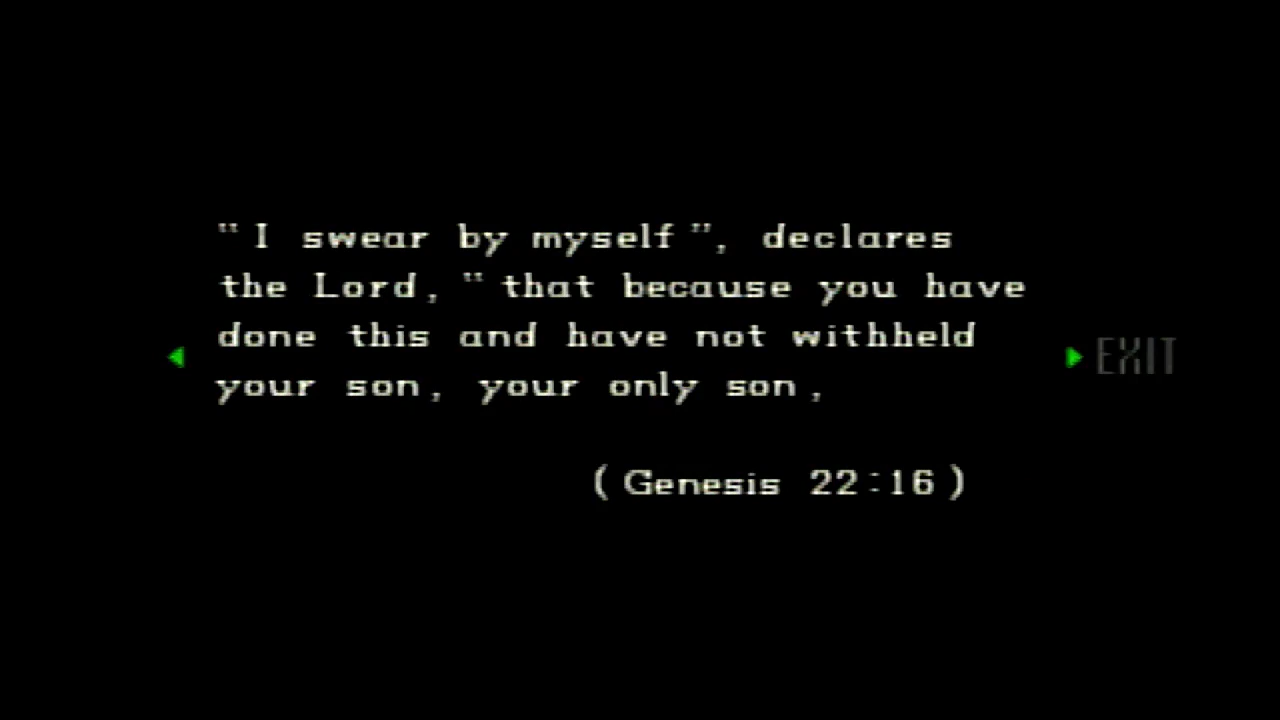 "I swear by myself", declares
the Lord, "that because you have
done this and have not withheld
your son, your only son,
EXIT
(Genesis 22:16)